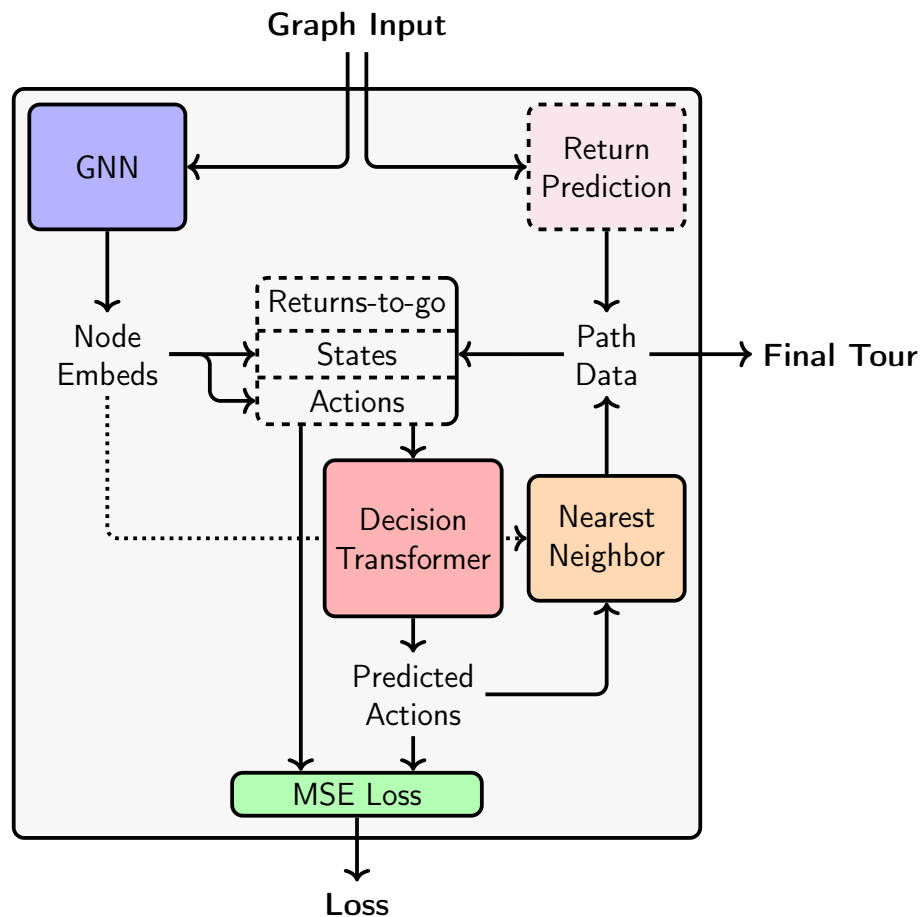 Graph Input
GNN
Return
Prediction
Returns-to-go
States
Actions
Node
Embeds
Path
Data
Final Tour
Decision
Transformer
Nearest
Neighbor
Predicted
Actions
MSE Loss
Loss